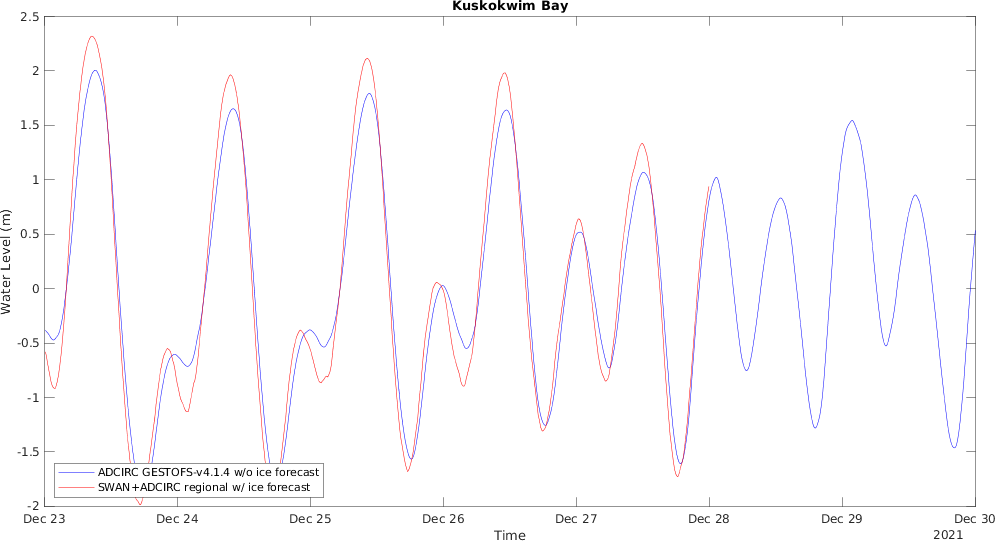 Kuskokwim Bay
2.5
2
1.5
1
0.5
0
-0.5
-1
-1.5
-2
Water Level (m)
ADCIRC GESTOFS-v4.1.4 w/o ice forecast
SWAN+ADCIRC regional w/ ice forecast
Dec 23 Dec 24 Dec 25 Dec 26 Dec 27 Dec 28 Dec 29 Dec 30
Time
2021